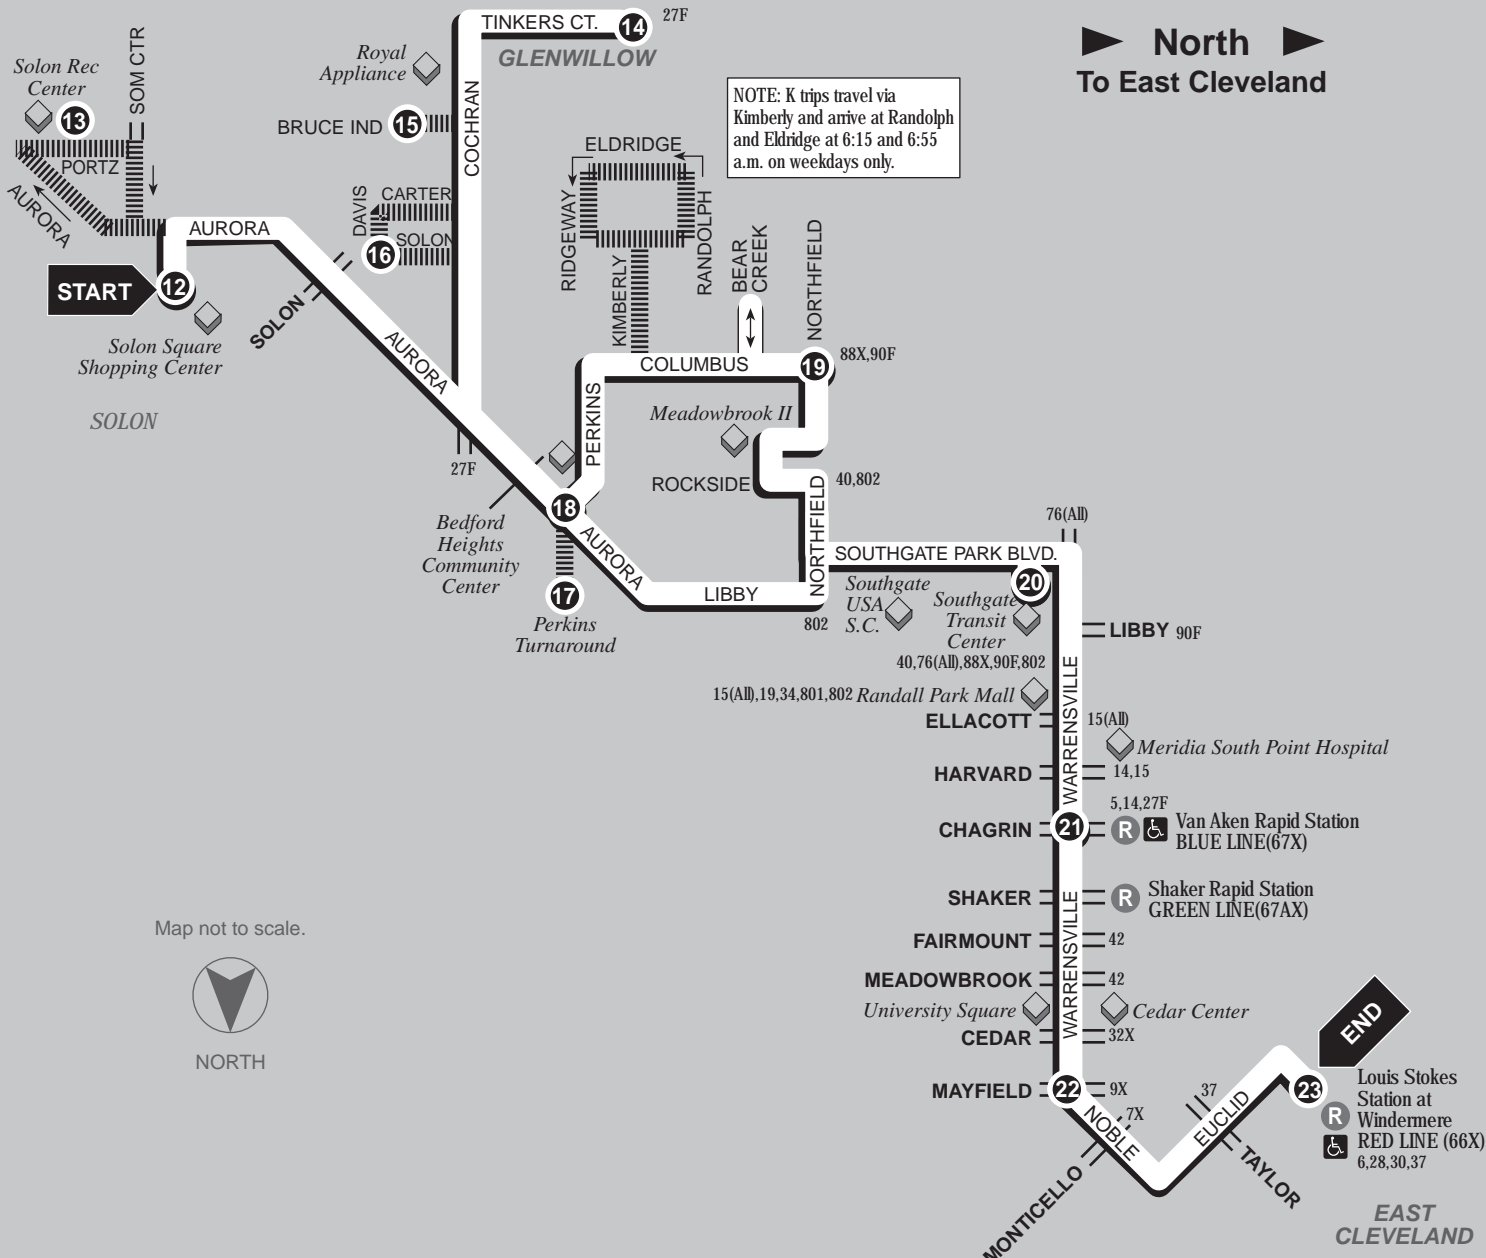 North
To East Cleveland
NOTE: K trips travel via
Kimberly and arrive at Randolph
and Eldridge at 6:15 and 6:55
a.m. on weekdays only.
TINKERS CT.
14
27F
GLENWILLOW
Royal
Appliance
SOM CTR
Solon Rec
Center
13
PORTZ
AURORA
BRUCE IND
15
COCHRAN
DAVIS
CARTER
SOLON
16
ELDRIDGE
RIDGEWAY
RANDOLPH
KIMBERLY
BEAR
CREEK
NORTHFIELD
AURORA
START
12
Solon Square
Shopping Center
SOLON
SOLON
AURORA
27F
COLUMBUS
19
88X,90F
PERKINS
Meadowbrook II
ROCKSIDE
40,802
NORTHFIELD
18
Bedford
Heights
Community
Center
AURORA
17
Perkins
Turnaround
LIBBY
802
SOUTHGATE PARK BLVD.
76(All)
20
Southgate
USA
S.C.
Southgate
Transit
Center
40,76(All),88X,90F,802
LIBBY 90F
WARRENSVILLE
15(All),19,34,801,802 Randall Park Mall
ELLACOTT
15(All)
Meridia South Point Hospital
HARVARD
14,15
5,14,27F
CHAGRIN
21
R
Van Aken Rapid Station
BLUE LINE(67X)
SHAKER
R
Shaker Rapid Station
GREEN LINE(67AX)
WARRENSVILLE
FAIRMOUNT
42
MEADOWBROOK
42
University Square
Cedar Center
CEDAR
32X
MAYFIELD
22
9X
NOBLE
7X
MONTICELLO
EUCLID
37
TAYLOR
END
23
R
Louis Stokes
Station at
Windermere
RED LINE (66X)
6,28,30,37
EAST
CLEVELAND
Map not to scale.
NORTH